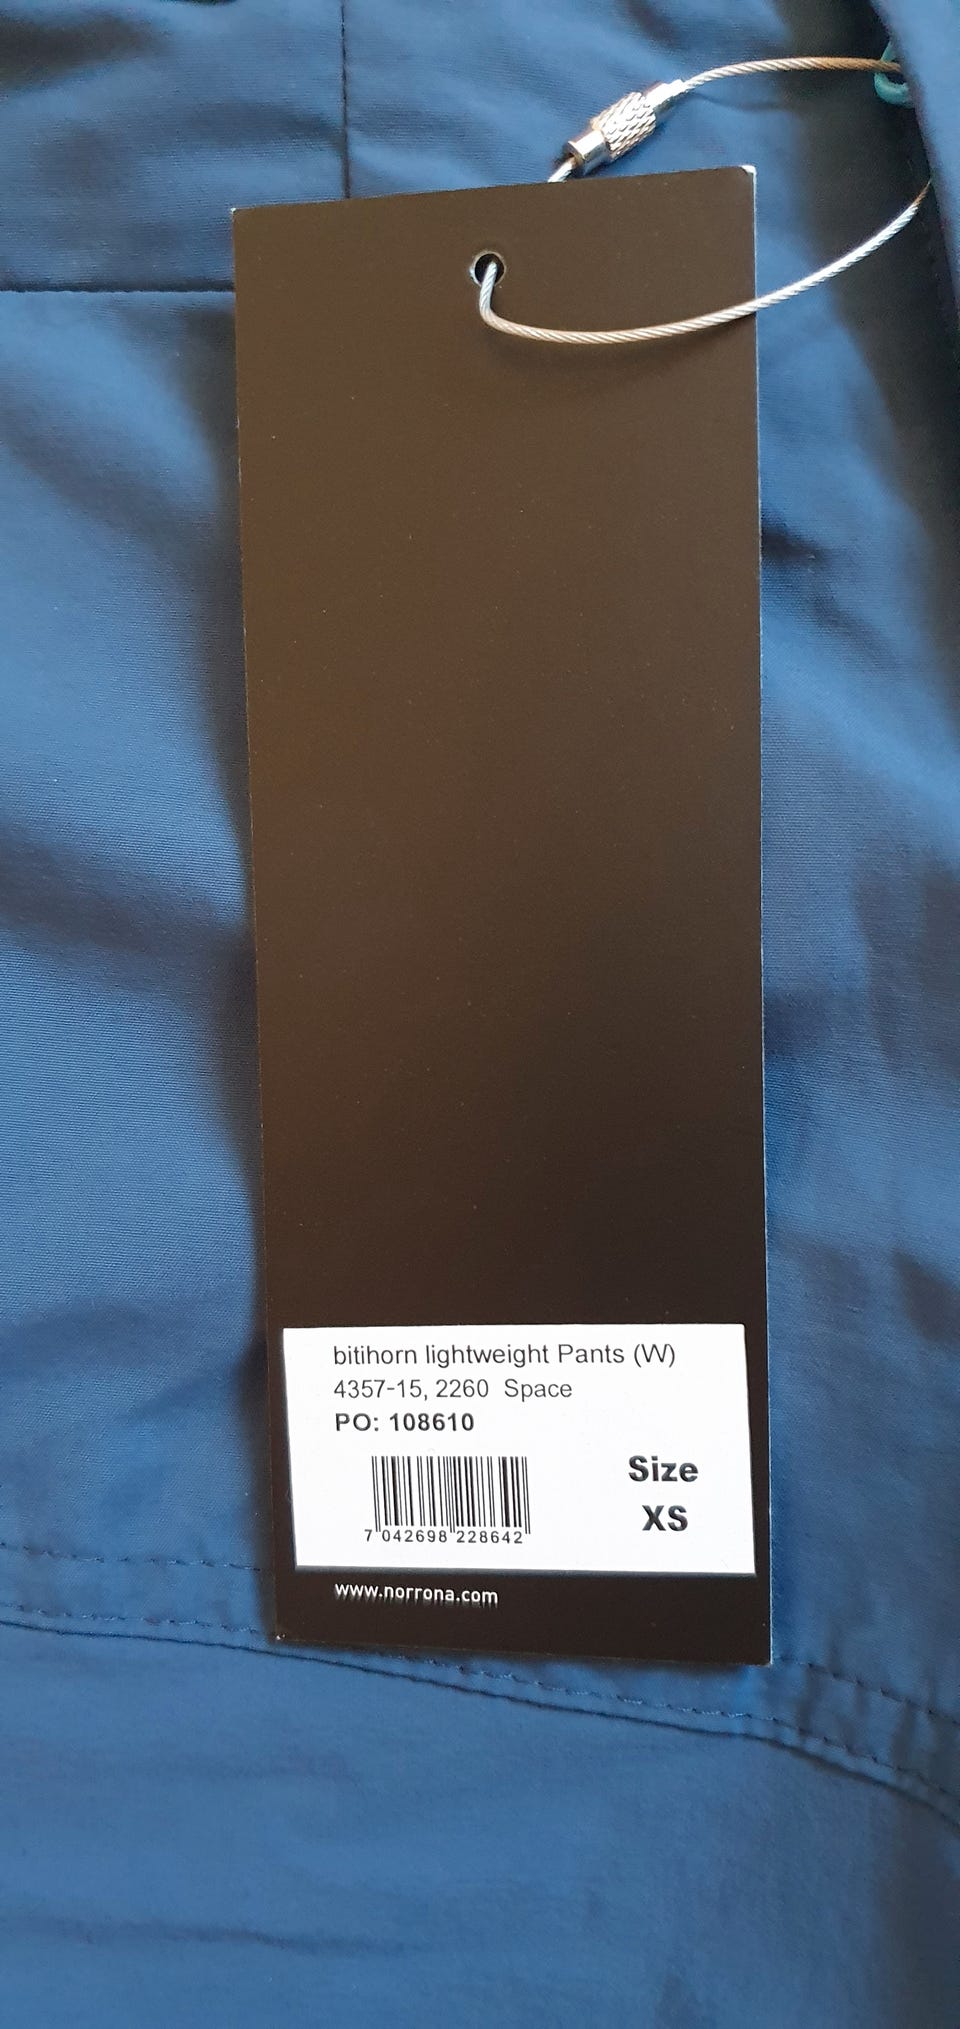 bitihorn lightweight Pants (W)
4357-15, 2260 Space
PO: 108610
Size
XS
7 042698 228642
www.norrona.com